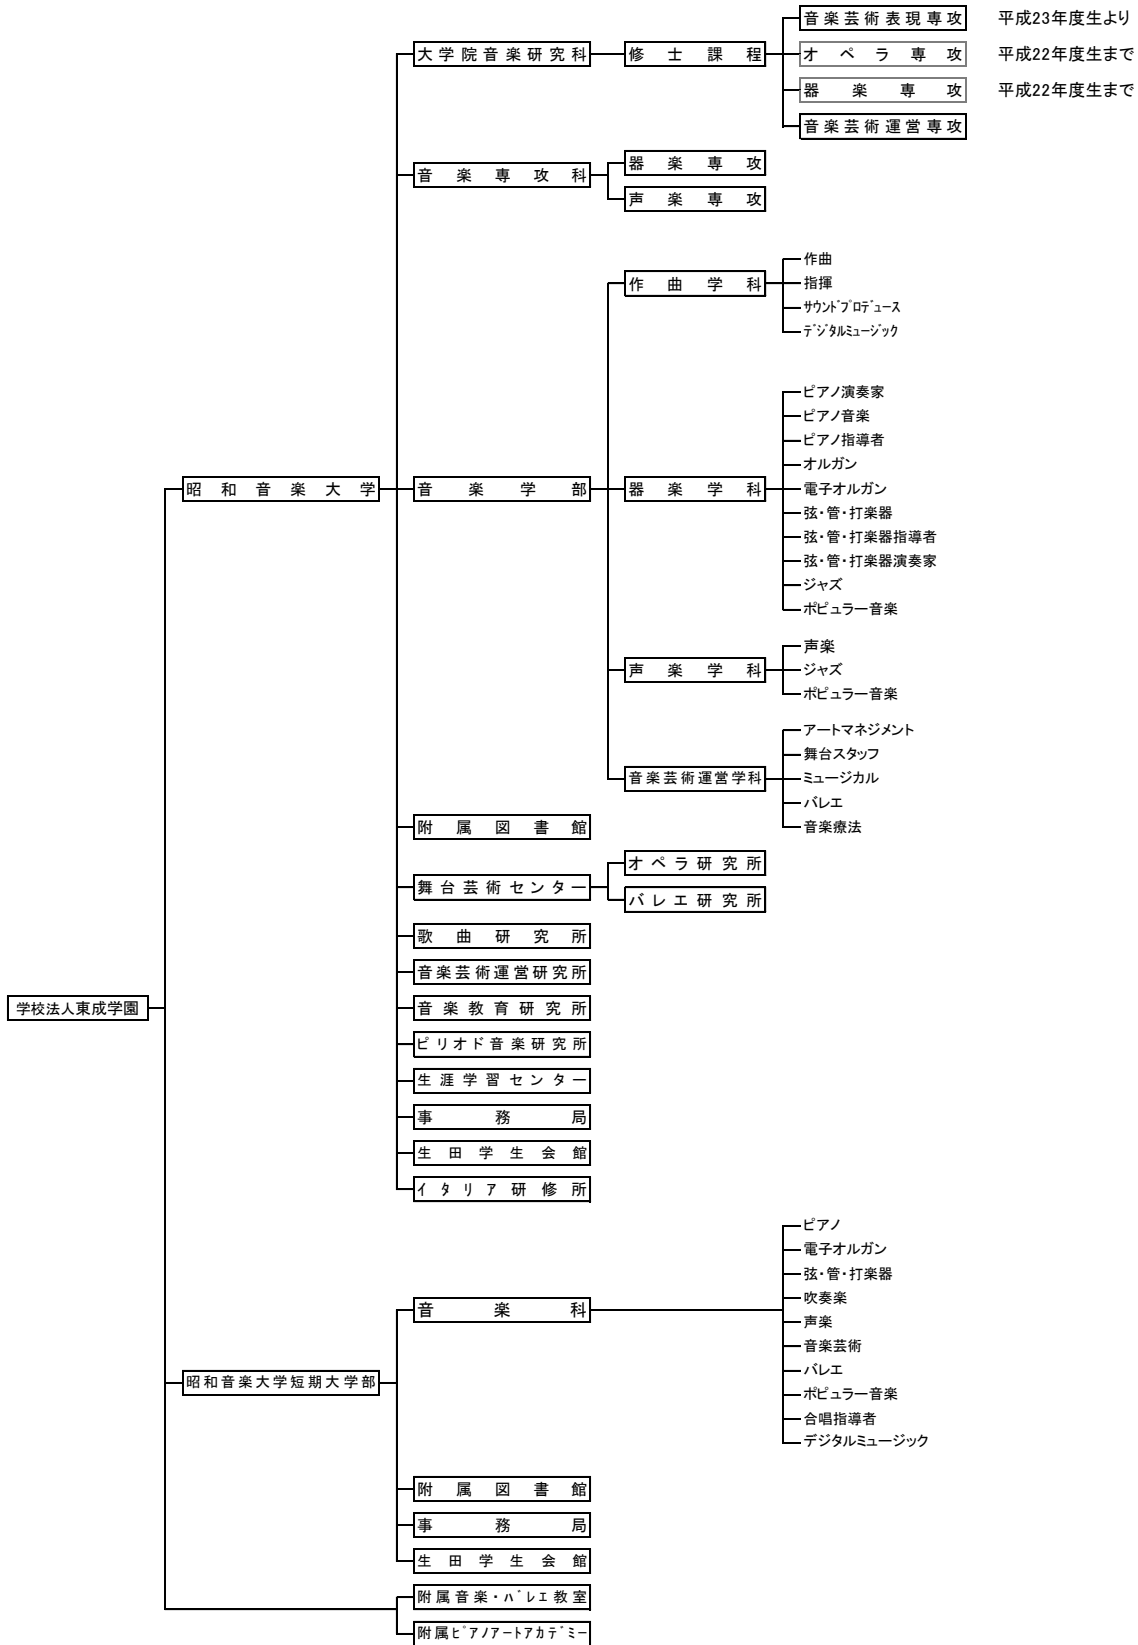 音楽芸術表現専攻 平成23年度生より
大学院音楽研究科 修士課程 オペラ専攻 平成22年度生まで
器楽専攻 平成22年度生まで
音楽芸術運営専攻
器楽専攻
音楽専攻科
声楽専攻
作曲
作曲学科 指揮
ｻｳﾝﾄﾞﾌﾟﾛﾃﾞｭｰｽ
ﾃﾞｼﾞﾀﾙﾐｭｰｼﾞｯｸ
ピアノ演奏家
ピアノ音楽
ピアノ指導者
オルガン
昭和音楽大学 音楽学部 器楽学科 電子オルガン
弦・管・打楽器
弦・管・打楽器指導者
弦・管・打楽器演奏家
ジャズ
ポピュラー音楽
声楽
声楽学科 ジャズ
ポピュラー音楽
アートマネジメント
舞台スタッフ
音楽芸術運営学科 ミュージカル
バレエ
附属図書館 音楽療法
オペラ研究所
舞台芸術センター
バレエ研究所
歌曲研究所
音楽芸術運営研究所
学校法人東成学園 音楽教育研究所
ピリオド音楽研究所
生涯学習センター
事務局
生田学生会館
イタリア研修所
ピアノ
電子オルガン
弦・管・打楽器
音楽科 吹奏楽
声楽
音楽芸術
バレエ
昭和音楽大学短期大学部
ポピュラー音楽
合唱指導者
デジタルミュージック
附属図書館
事務局
生田学生会館
附属音楽・ﾊﾞﾚｴ教室
附属ﾋﾟｱﾉｱｰﾄｱｶﾃﾞﾐｰ